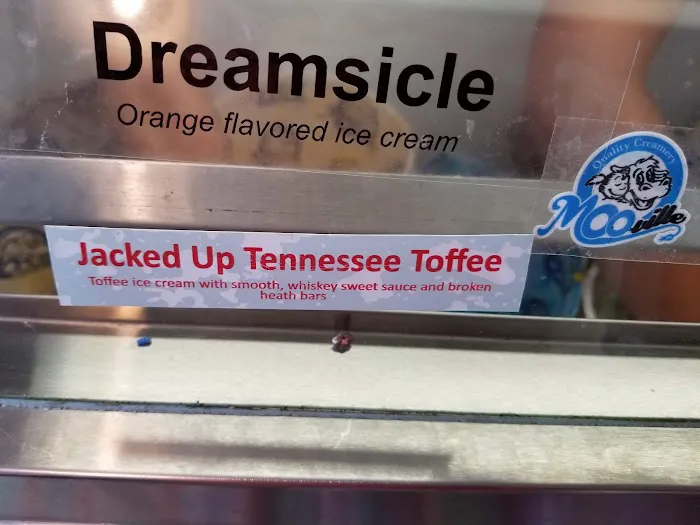 Dreamsicle
Orange flavored ice cream
Quality Creamery
MOOville
Jacked Up Tennessee Toffee
Toffee ice cream with smooth, whiskey sweet sauce and broken
heath bars